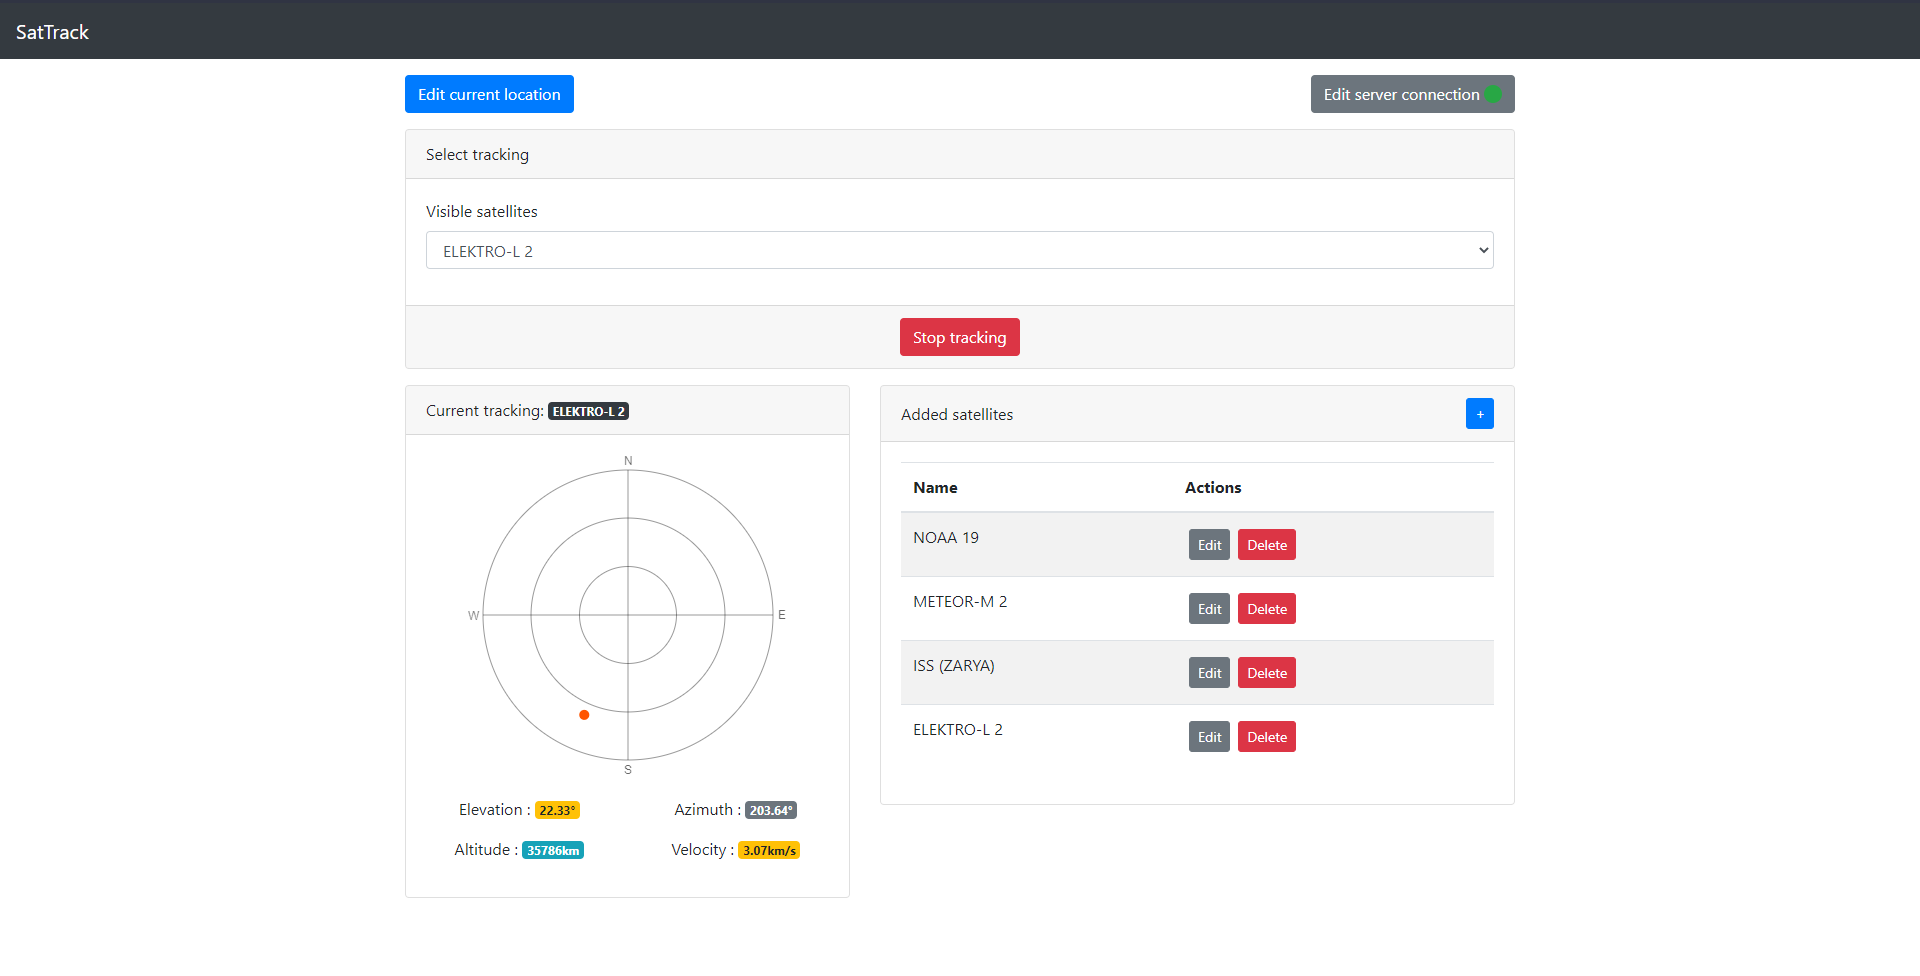 SatTrack
Edit current location
Edit server connection
Select tracking
Visible satellites
ELEKTRO-L 2
Stop tracking
Current tracking: ELEKTRO-L 2
N
W
E
S
Elevation : 22.33°
Azimuth : 203.64°
Altitude : 35786km
Velocity : 3.07km/s
Added satellites
+
Name Actions
NOAA 19 Edit Delete
METEOR-M 2 Edit Delete
ISS (ZARYA) Edit Delete
ELEKTRO-L 2 Edit Delete